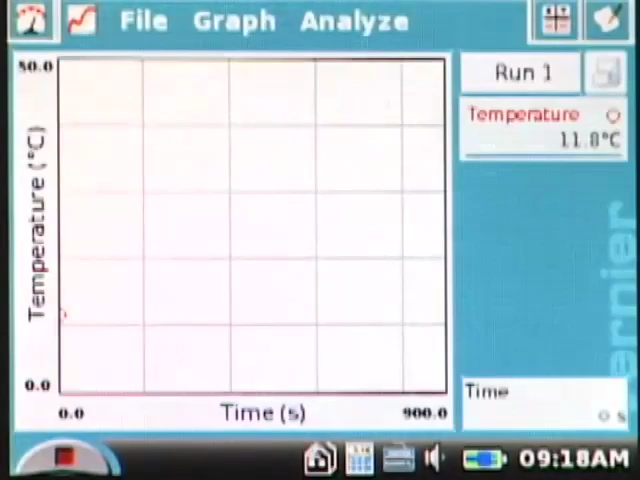 File Graph Analyze
50.0
Temperature (°C)
0.0
0.0 Time (s) 900.0
Run 1
Temperature
11.8°C
ernier
Time
0 s
09:18AM